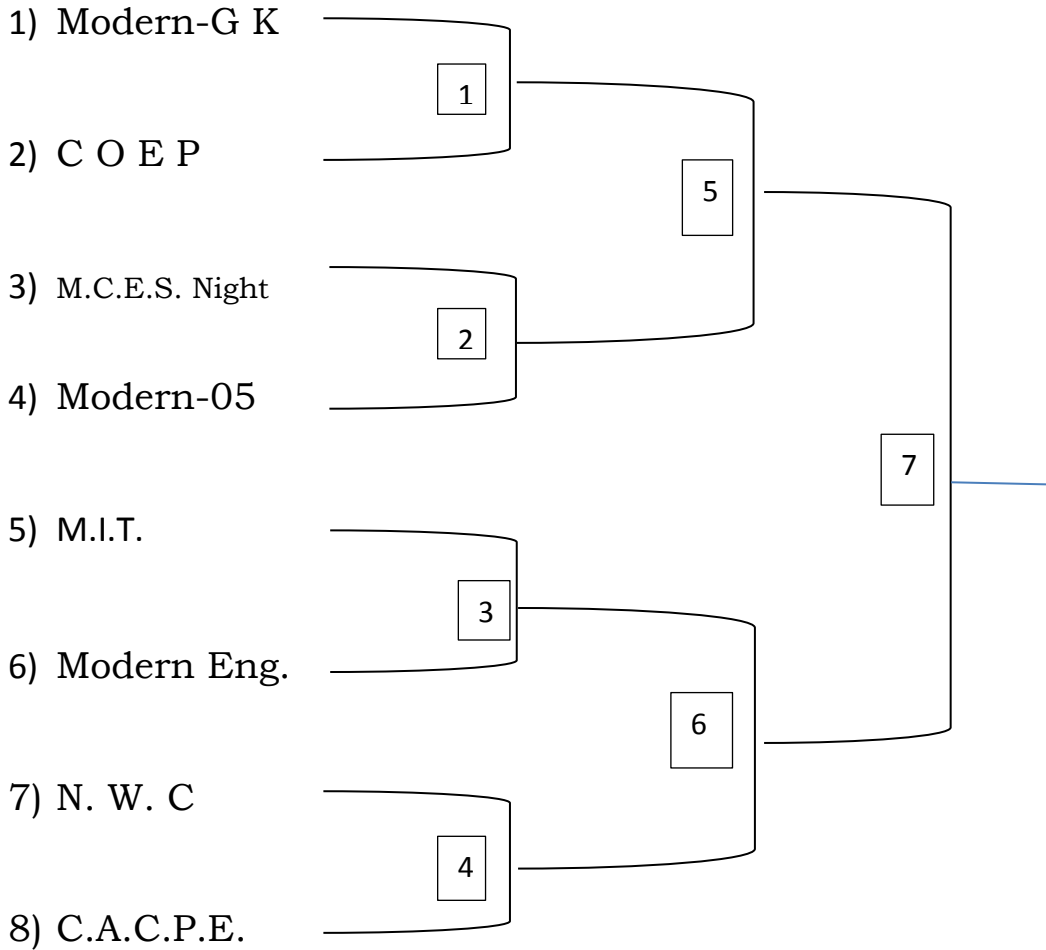 1) Modern-G K
1
2) C O E P
5
3) M.C.E.S. Night
2
4) Modern-05
7
5) M.I.T.
3
6) Modern Eng.
6
7) N. W. C
4
8) C.A.C.P.E.